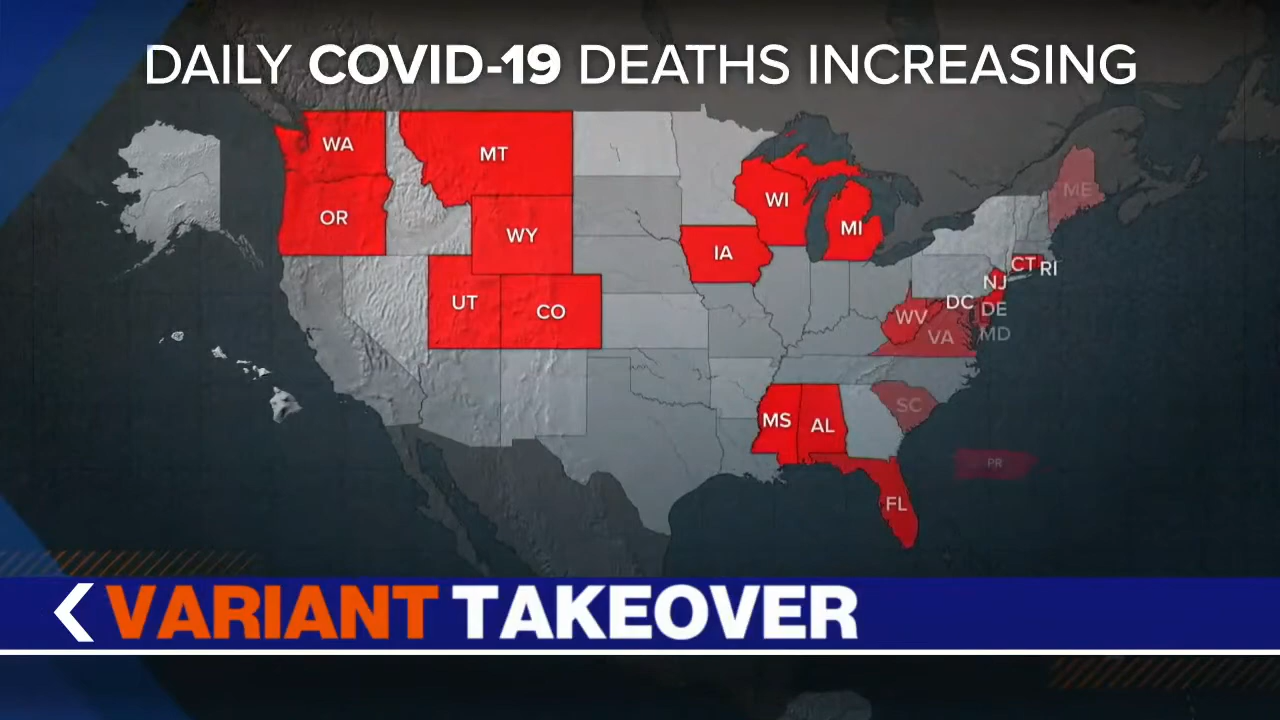 DAILY COVID-19 DEATHS INCREASING
WA
MT
ME
OR
WI
MI
WY
IA
CT RI
UT
CO
NJ
DC DE
WV
VA MD
SC
MS AL
PR
FL
VARIANT TAKEOVER